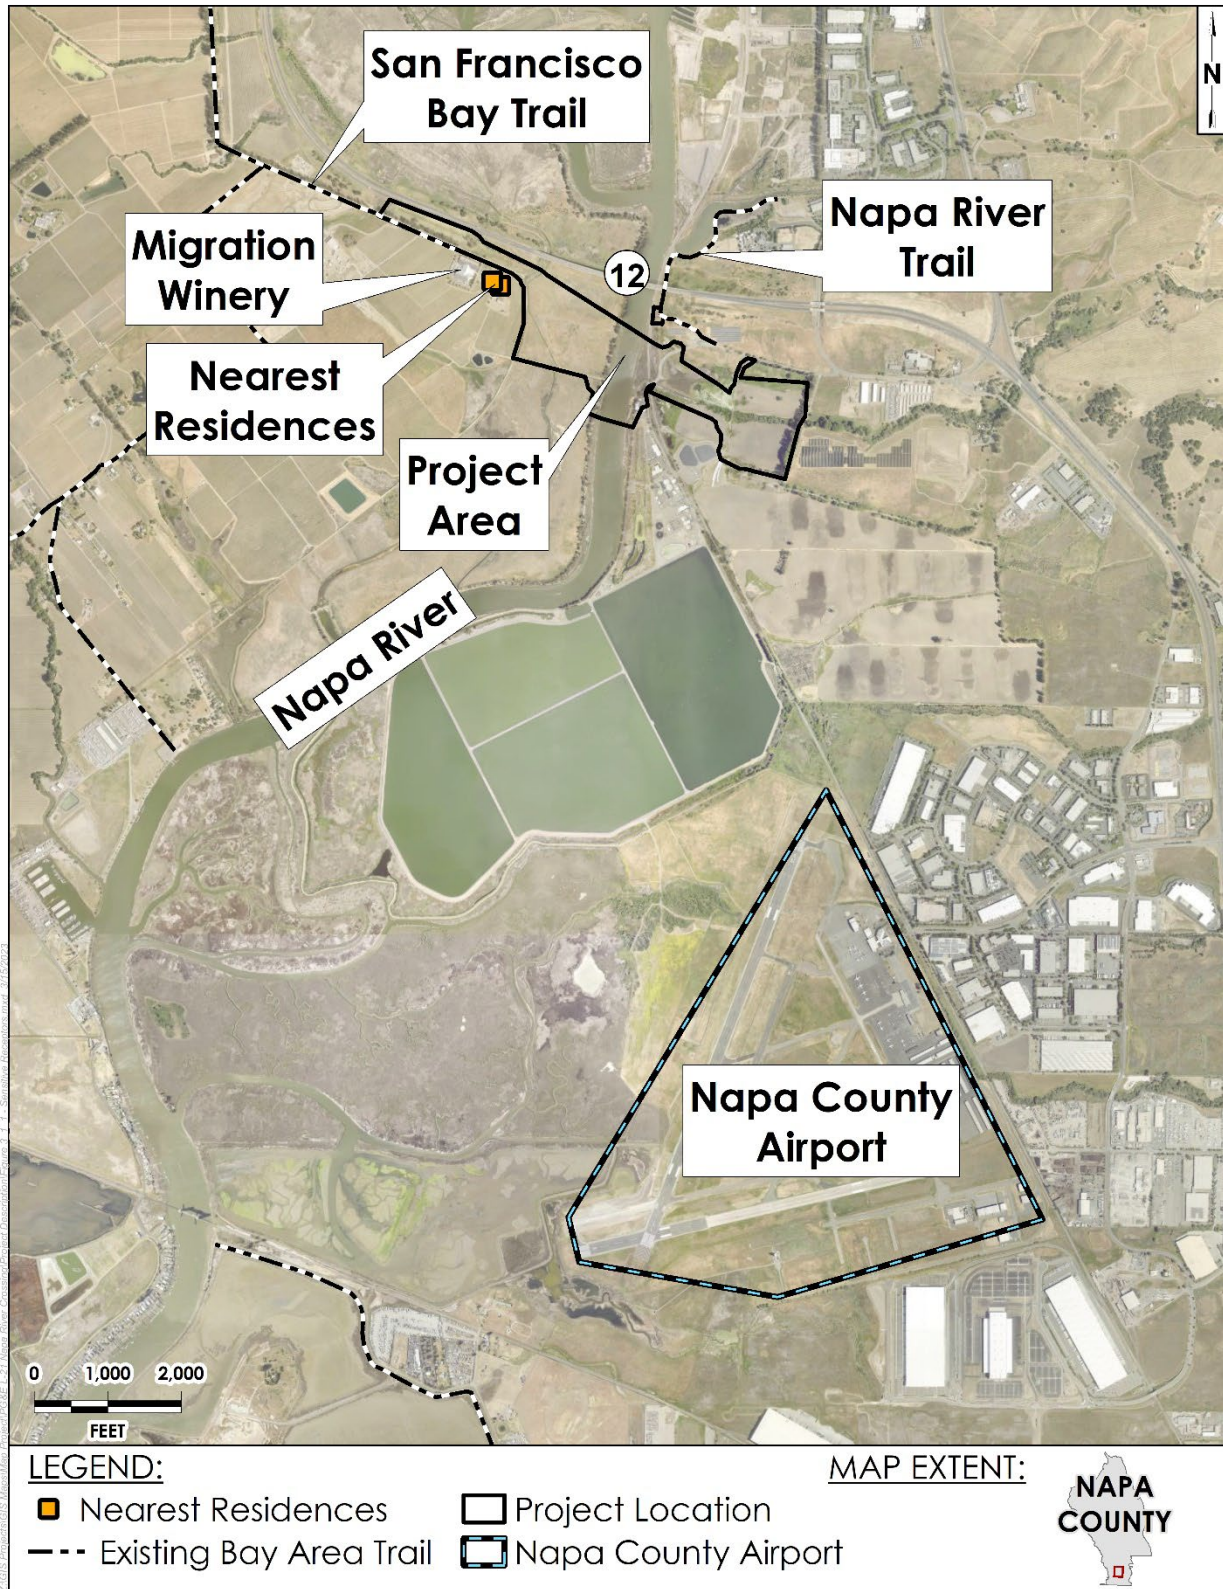 San Francisco
Bay Trail
N
Migration
Winery
12
Napa River
Trail
Nearest
Residences
Project
Area
Napa River
Napa County
Airport
0 1,000 2,000
FEET
LEGEND:
Nearest Residences
Existing Bay Area Trail
Project Location
Napa County Airport
MAP EXTENT:
NAPA
COUNTY